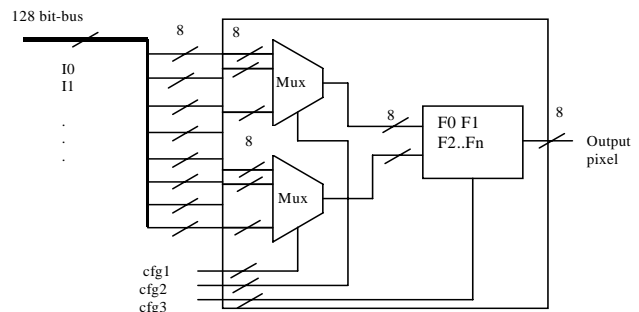 128 bit-bus
8
8
I0
I1
.
.
.
Mux
8
8
8
F0 F1
F2..Fn
Output
pixel
Mux
cfg1
cfg2
cfg3